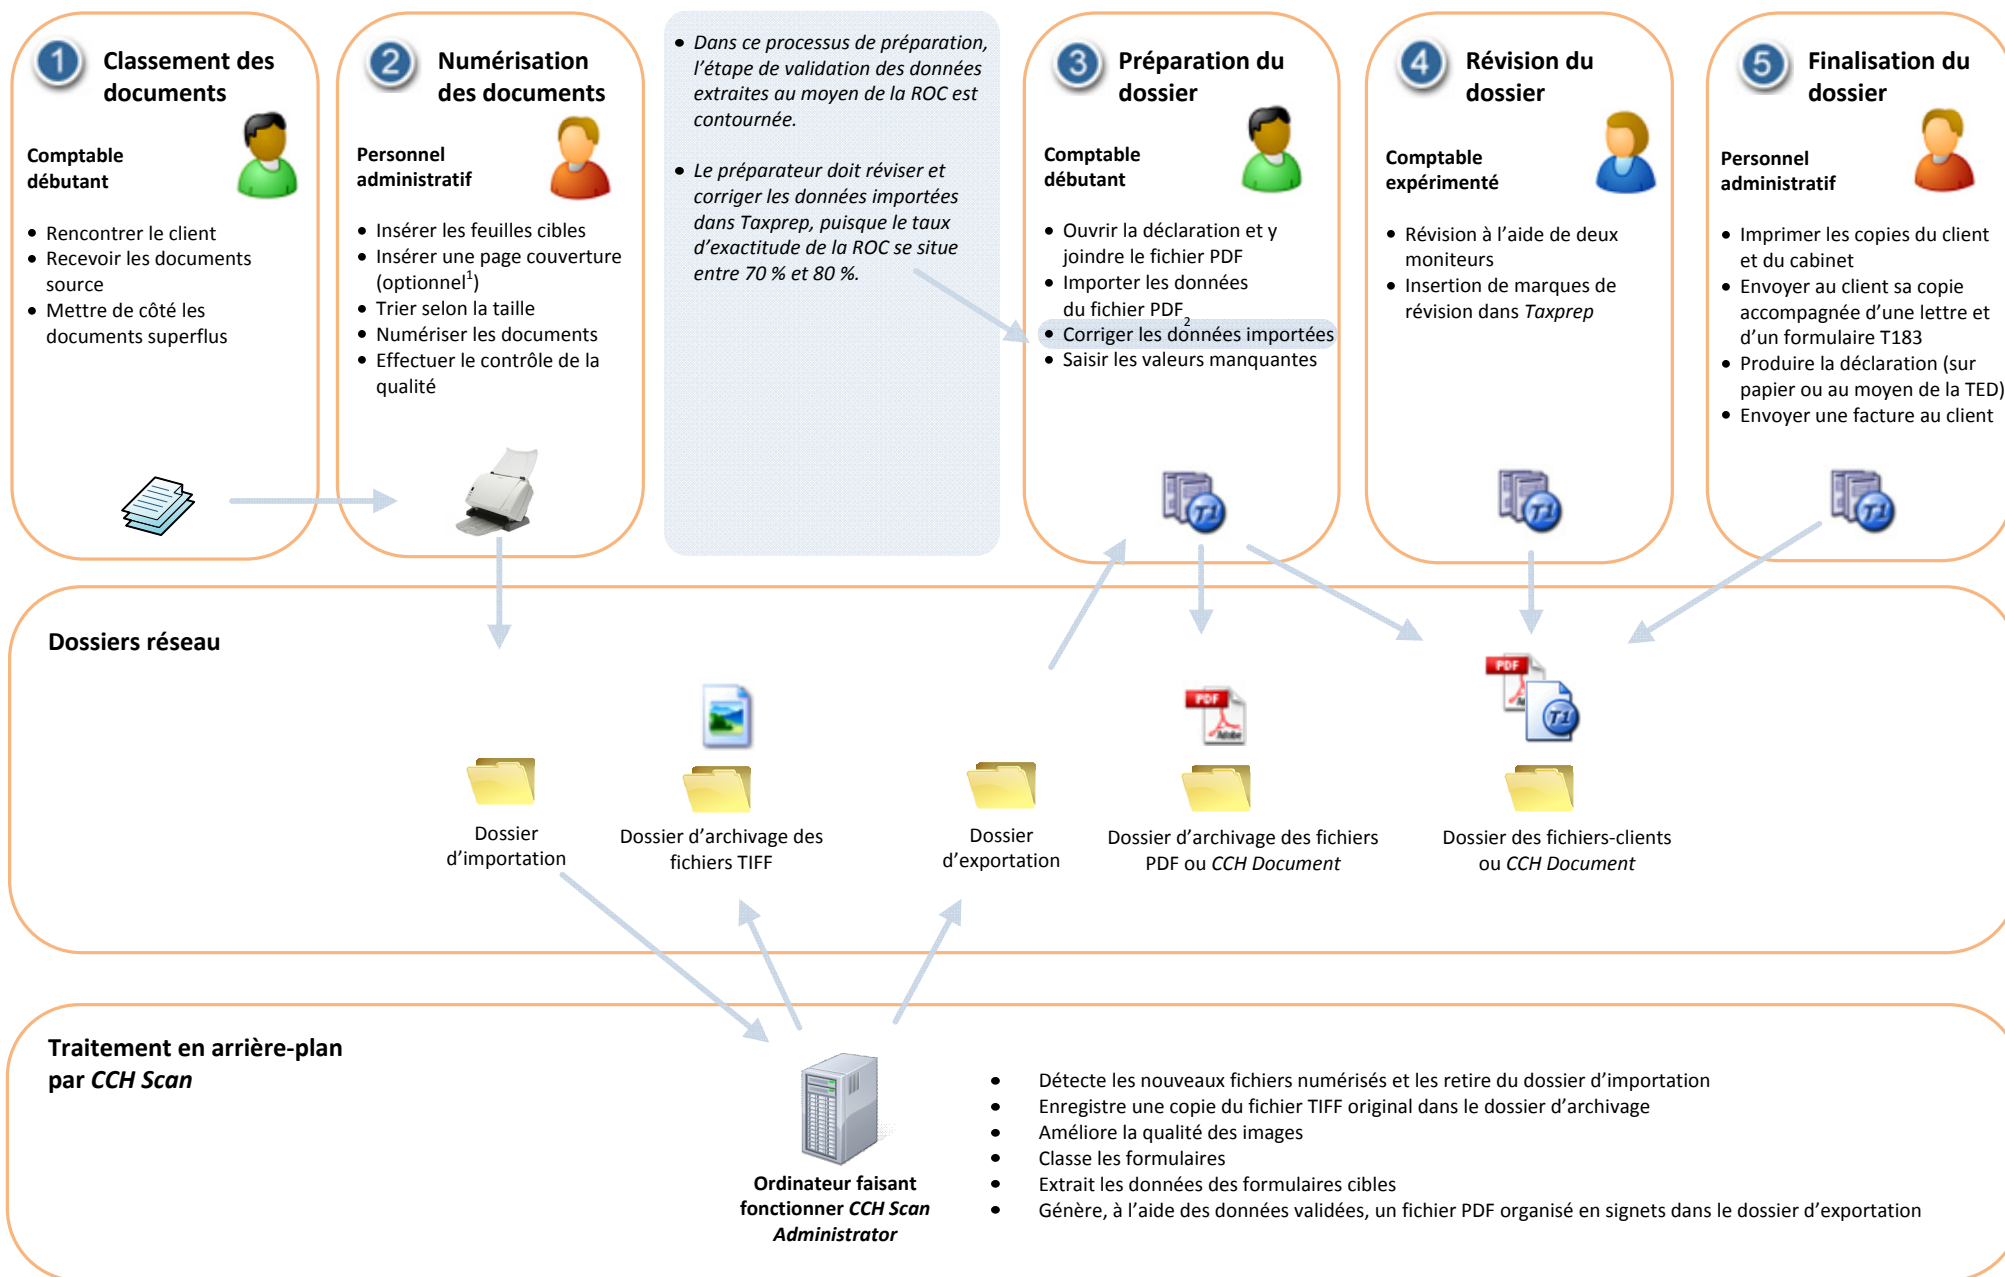 1
Classement des
documents
Comptable
débutant
• Rencontrer le client
• Recevoir les documents
source
• Mettre de côté les
documents superflus
2
Numérisation
des documents
Personnel
administratif
• Insérer les feuilles cibles
• Insérer une page couverture
(optionnel1)
• Trier selon la taille
• Numériser les documents
• Effectuer le contrôle de la
qualité
• Dans ce processus de préparation,
l’étape de validation des données
extraites au moyen de la ROC est
contournée.
• Le préparateur doit réviser et
corriger les données importées
dans Taxprep, puisque le taux
d’exactitude de la ROC se situe
entre 70 % et 80 %.
3
Préparation du
dossier
Comptable
débutant
• Ouvrir la déclaration et y
joindre le fichier PDF
• Importer les données
du fichier PDF2
• Corriger les données importées
• Saisir les valeurs manquantes
T1
4
Révision du
dossier
Comptable
expérimenté
• Révision à l’aide de deux
moniteurs
• Insertion de marques de
révision dans Taxprep
T1
5
Finalisation du
dossier
Personnel
administratif
• Imprimer les copies du client
et du cabinet
• Envoyer au client sa copie
accompagnée d’une lettre et
d’un formulaire T183
• Produire la déclaration (sur
papier ou au moyen de la TED)
• Envoyer une facture au client
T1
Dossiers réseau
Dossier
d’importation
Dossier d’archivage des
fichiers TIFF
Dossier
d’exportation
PDF
Adobe
Dossier d’archivage des fichiers
PDF ou CCH Document
PDF
T1
Dossier des fichiers-clients
ou CCH Document
Traitement en arrière-plan
par CCH Scan
Ordinateur faisant
fonctionner CCH Scan
Administrator
• Détecte les nouveaux fichiers numérisés et les retire du dossier d’importation
• Enregistre une copie du fichier TIFF original dans le dossier d’archivage
• Améliore la qualité des images
• Classe les formulaires
• Extrait les données des formulaires cibles
• Génère, à l’aide des données validées, un fichier PDF organisé en signets dans le dossier d’exportation